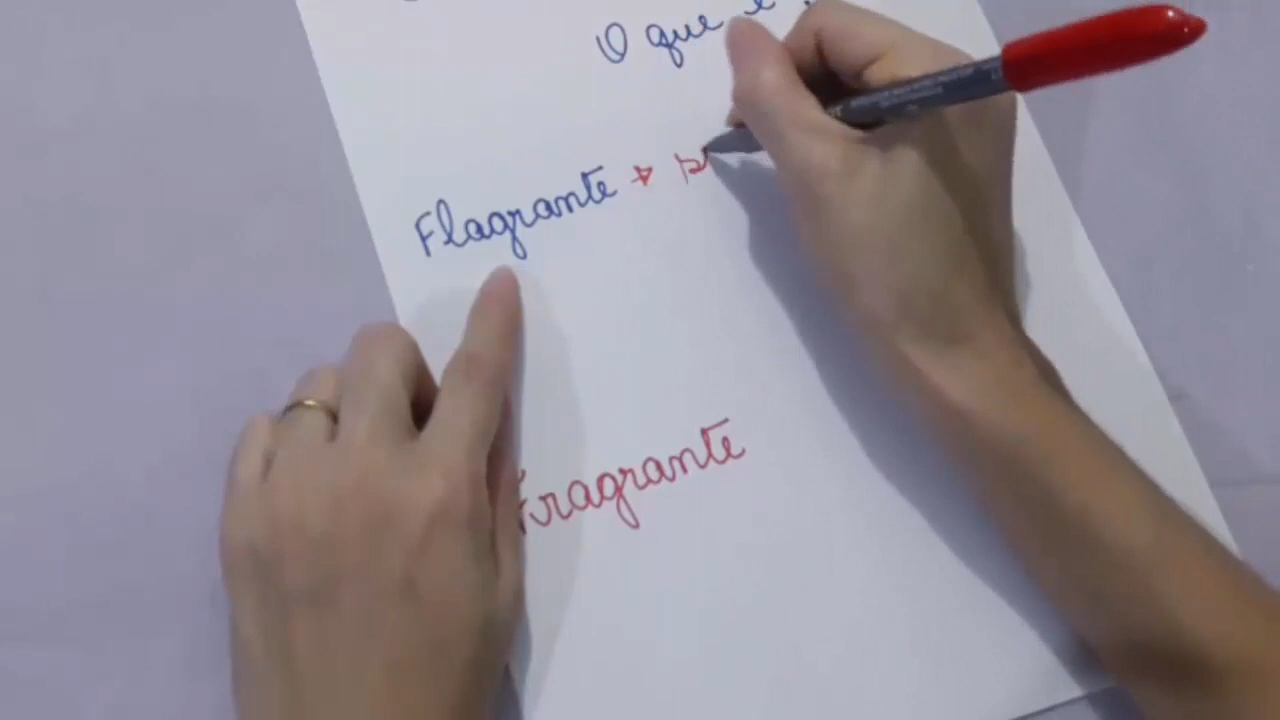 O que é
Flagrante →
Fragrante